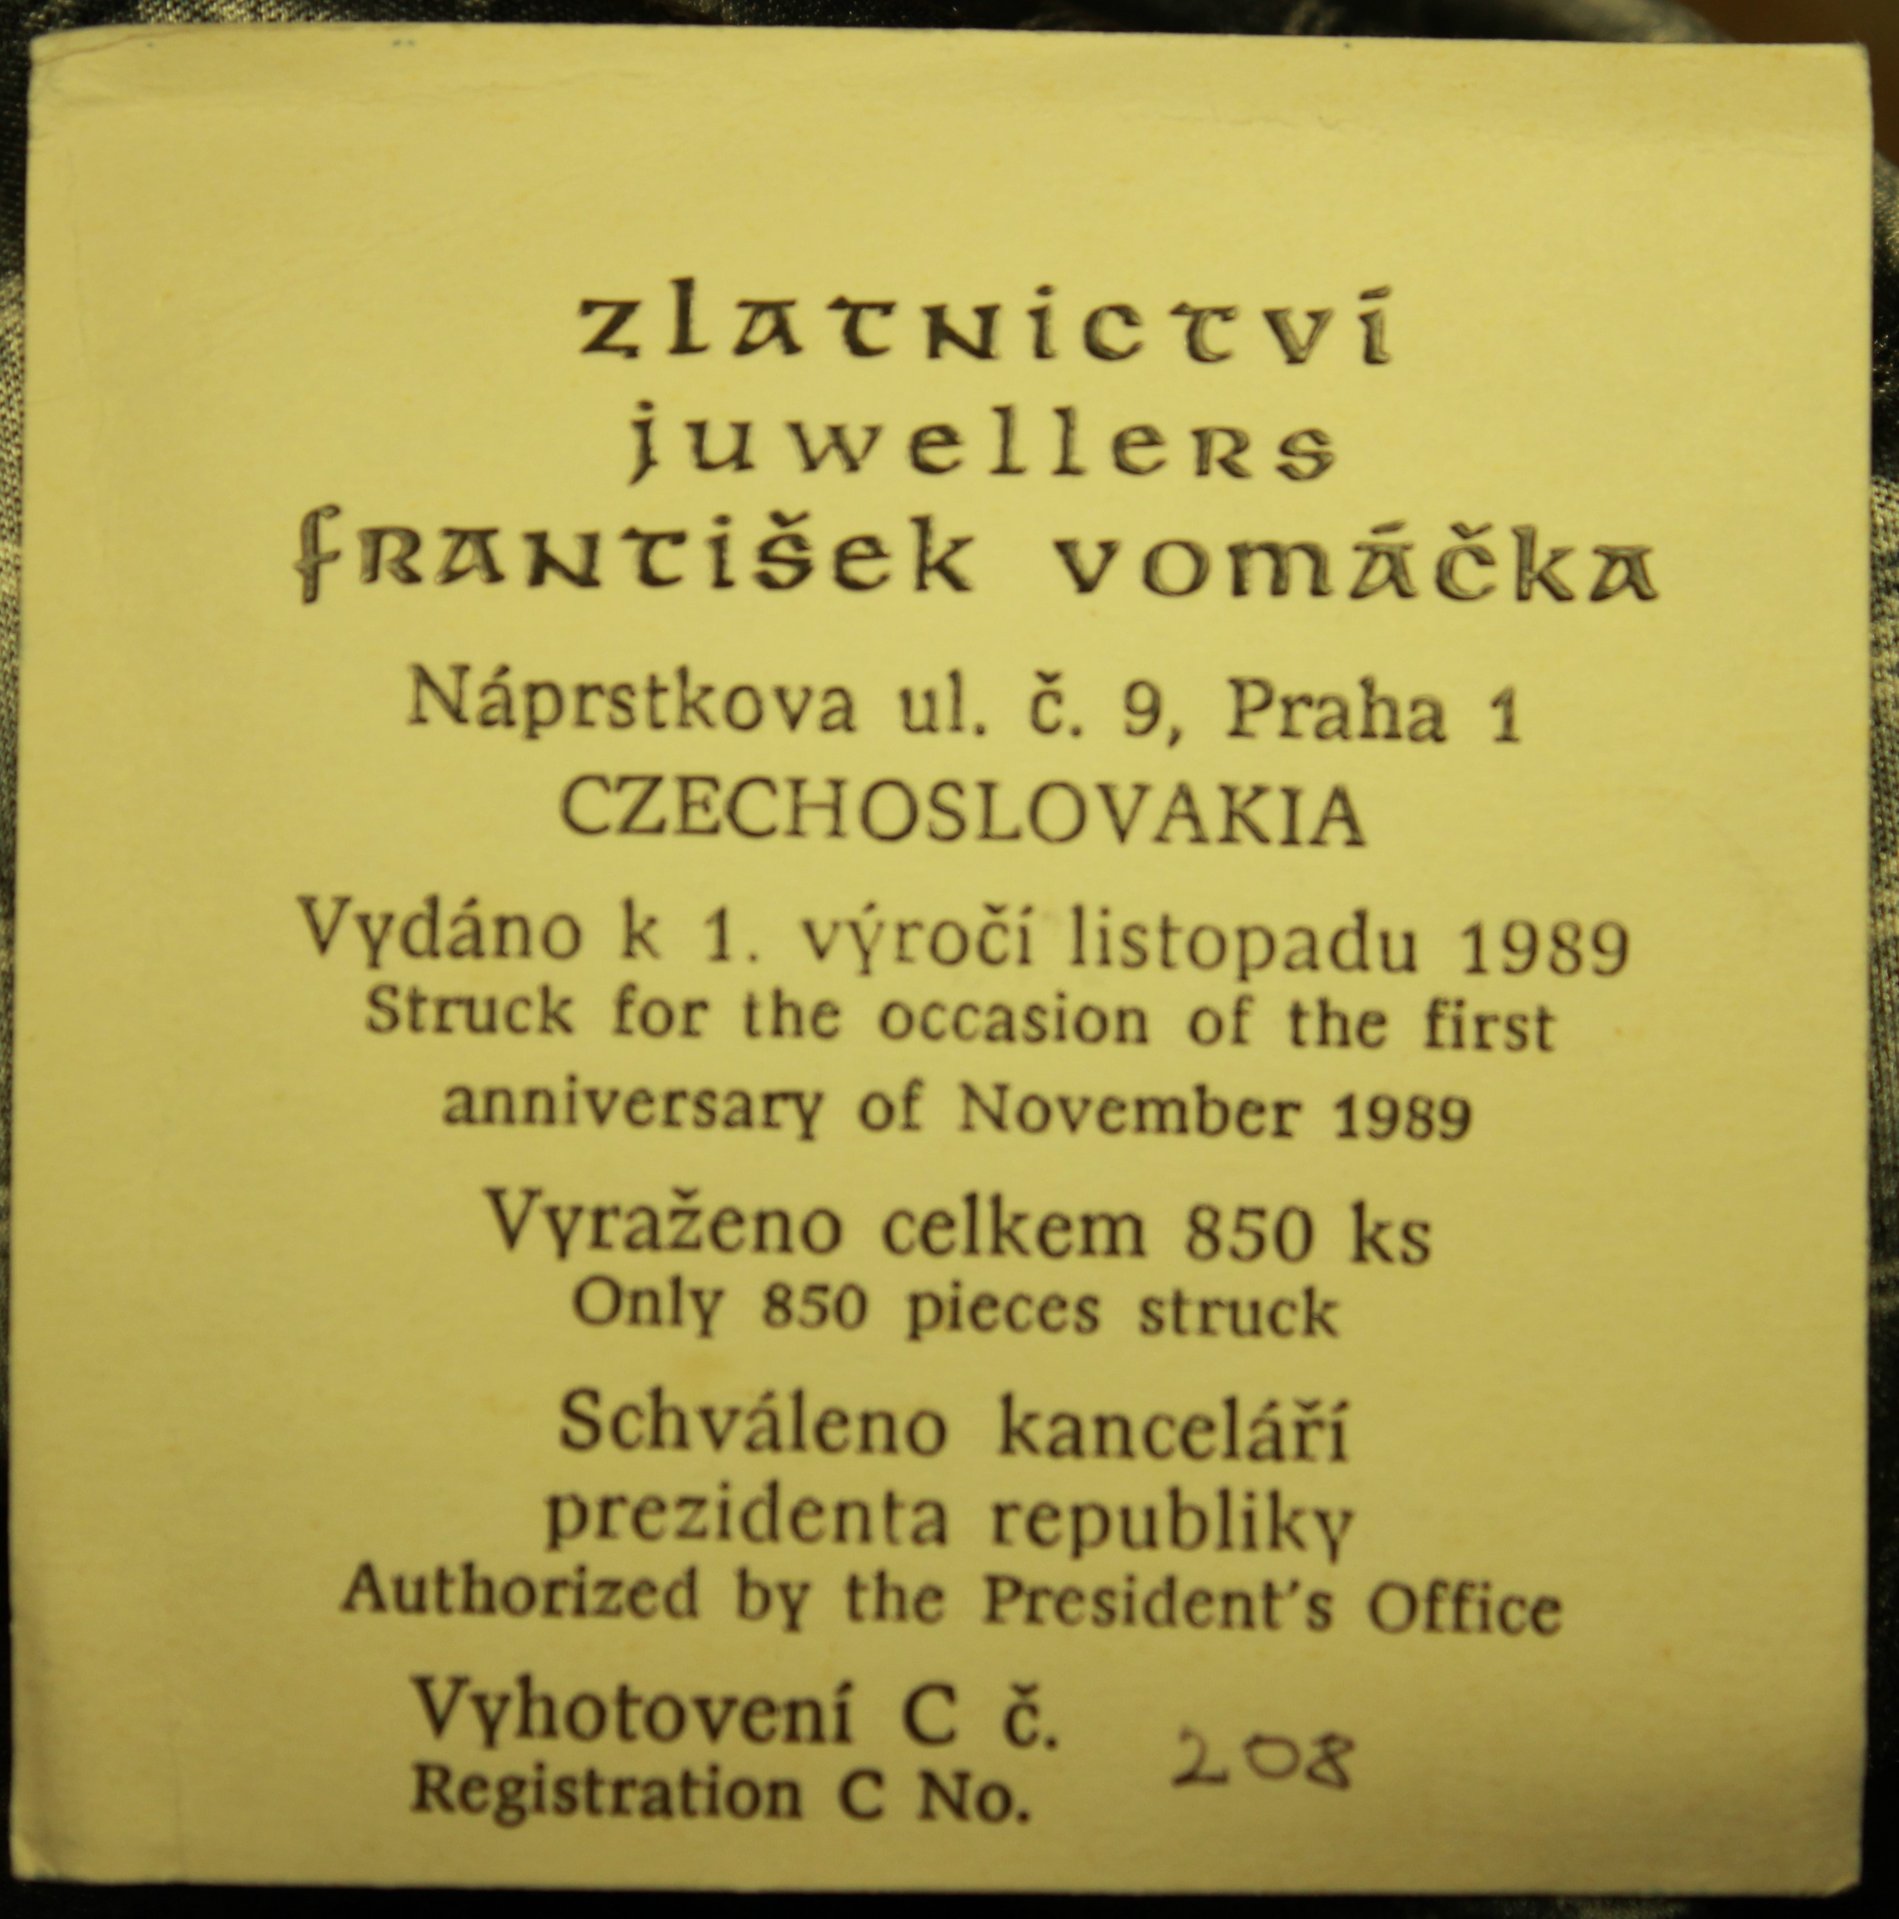 zlatnictví
juwellers
františek vomáčka
Náprstkova ul. č. 9, Praha 1
CZECHOSLOVAKIA
Vydáno k 1. výročí listopadu 1989
Struck for the occasion of the first
anniversary of November 1989
Vyraženo celkem 850 ks
Only 850 pieces struck
Schváleno kanceláří
prezidenta republiky
Authorized by the President's Office
Vyhotovení C č. 208
Registration C No.